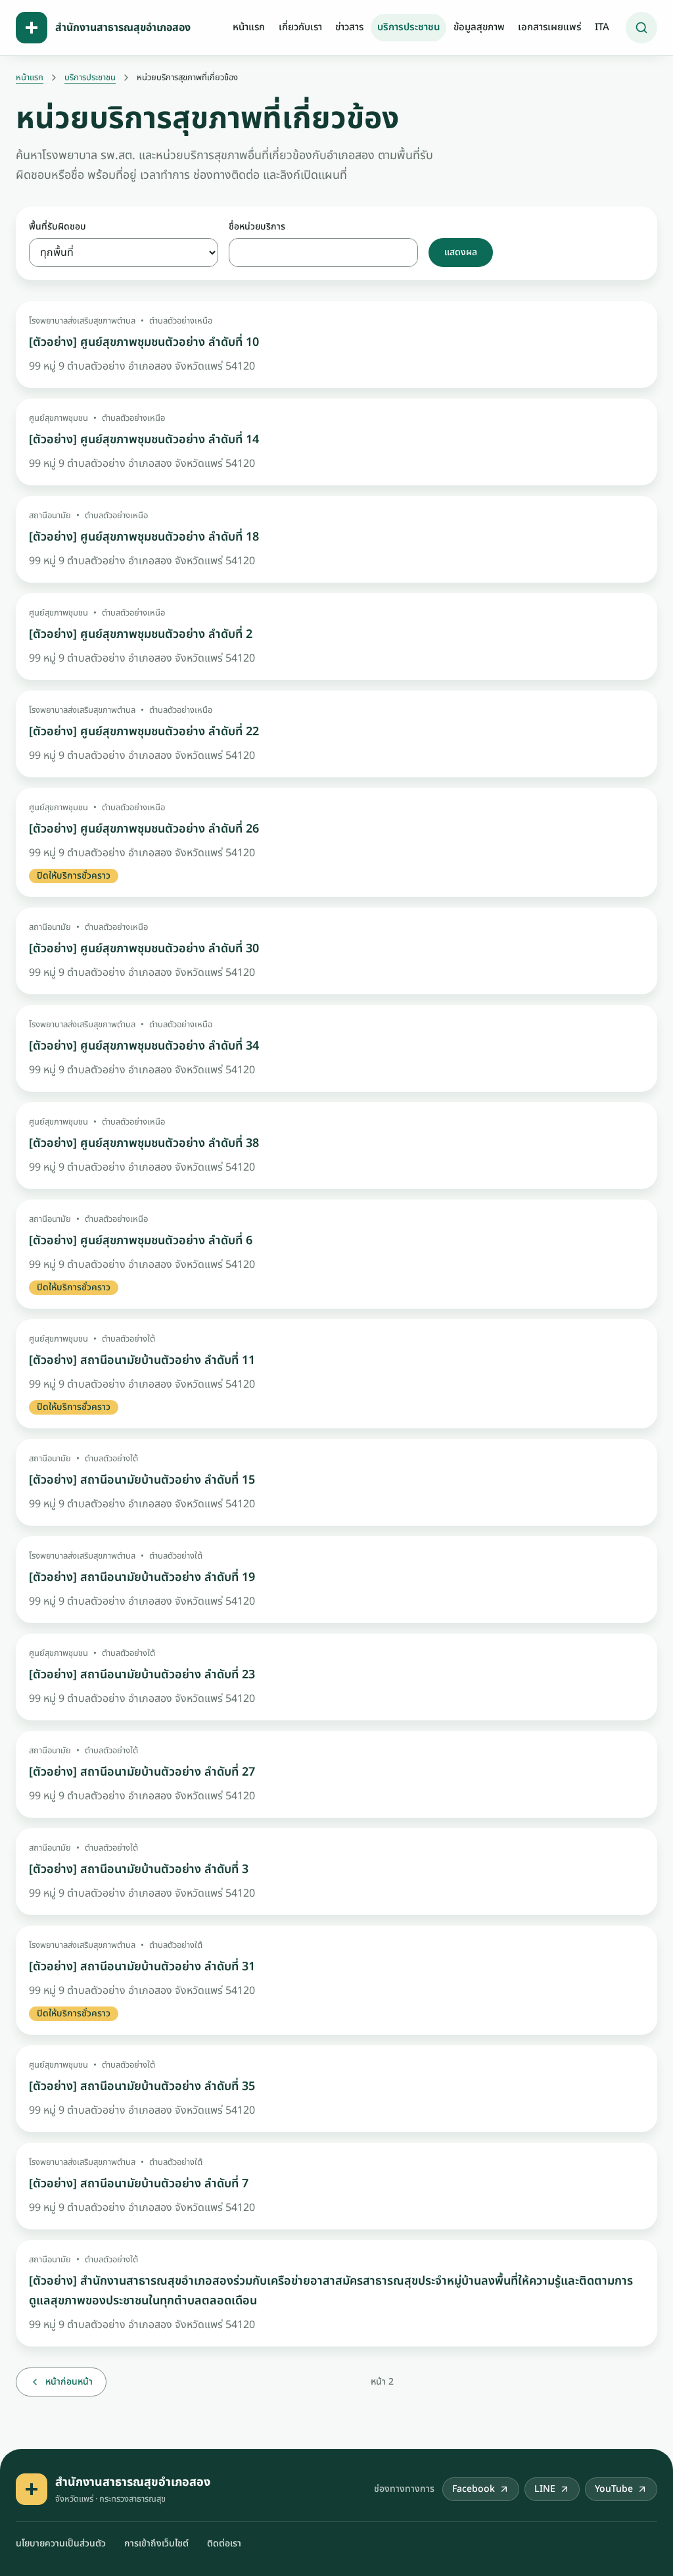 สำนักงานสาธารณสุขอำเภอสอง
หน้าแรก เกี่ยวกับเรา ข่าวสาร บริการประชาชน ข้อมูลสุขภาพ เอกสารเผยแพร่ ITA
หน้าแรก > บริการประชาชน > หน่วยบริการสุขภาพที่เกี่ยวข้อง
หน่วยบริการสุขภาพที่เกี่ยวข้อง
ค้นหาโรงพยาบาล รพ.สต. และหน่วยบริการสุขภาพอื่นที่เกี่ยวข้องกับอำเภอสอง ตามพื้นที่รับ
ผิดชอบหรือชื่อ พร้อมที่อยู่ เวลาทำการ ช่องทางติดต่อ และลิงก์เปิดแผนที่
พื้นที่รับผิดชอบ ชื่อหน่วยบริการ
ทุกพื้นที่ แสดงผล
โรงพยาบาลส่งเสริมสุขภาพตำบล • ตำบลตัวอย่างเหนือ
[ตัวอย่าง] ศูนย์สุขภาพชุมชนตัวอย่าง ลำดับที่ 10
99 หมู่ 9 ตำบลตัวอย่าง อำเภอสอง จังหวัดแพร่ 54120
ศูนย์สุขภาพชุมชน • ตำบลตัวอย่างเหนือ
[ตัวอย่าง] ศูนย์สุขภาพชุมชนตัวอย่าง ลำดับที่ 14
99 หมู่ 9 ตำบลตัวอย่าง อำเภอสอง จังหวัดแพร่ 54120
สถานีอนามัย • ตำบลตัวอย่างเหนือ
[ตัวอย่าง] ศูนย์สุขภาพชุมชนตัวอย่าง ลำดับที่ 18
99 หมู่ 9 ตำบลตัวอย่าง อำเภอสอง จังหวัดแพร่ 54120
ศูนย์สุขภาพชุมชน • ตำบลตัวอย่างเหนือ
[ตัวอย่าง] ศูนย์สุขภาพชุมชนตัวอย่าง ลำดับที่ 2
99 หมู่ 9 ตำบลตัวอย่าง อำเภอสอง จังหวัดแพร่ 54120
โรงพยาบาลส่งเสริมสุขภาพตำบล • ตำบลตัวอย่างเหนือ
[ตัวอย่าง] ศูนย์สุขภาพชุมชนตัวอย่าง ลำดับที่ 22
99 หมู่ 9 ตำบลตัวอย่าง อำเภอสอง จังหวัดแพร่ 54120
ศูนย์สุขภาพชุมชน • ตำบลตัวอย่างเหนือ
[ตัวอย่าง] ศูนย์สุขภาพชุมชนตัวอย่าง ลำดับที่ 26
99 หมู่ 9 ตำบลตัวอย่าง อำเภอสอง จังหวัดแพร่ 54120
ปิดให้บริการชั่วคราว
สถานีอนามัย • ตำบลตัวอย่างเหนือ
[ตัวอย่าง] ศูนย์สุขภาพชุมชนตัวอย่าง ลำดับที่ 30
99 หมู่ 9 ตำบลตัวอย่าง อำเภอสอง จังหวัดแพร่ 54120
โรงพยาบาลส่งเสริมสุขภาพตำบล • ตำบลตัวอย่างเหนือ
[ตัวอย่าง] ศูนย์สุขภาพชุมชนตัวอย่าง ลำดับที่ 34
99 หมู่ 9 ตำบลตัวอย่าง อำเภอสอง จังหวัดแพร่ 54120
ศูนย์สุขภาพชุมชน • ตำบลตัวอย่างเหนือ
[ตัวอย่าง] ศูนย์สุขภาพชุมชนตัวอย่าง ลำดับที่ 38
99 หมู่ 9 ตำบลตัวอย่าง อำเภอสอง จังหวัดแพร่ 54120
สถานีอนามัย • ตำบลตัวอย่างเหนือ
[ตัวอย่าง] ศูนย์สุขภาพชุมชนตัวอย่าง ลำดับที่ 6
99 หมู่ 9 ตำบลตัวอย่าง อำเภอสอง จังหวัดแพร่ 54120
ปิดให้บริการชั่วคราว
ศูนย์สุขภาพชุมชน • ตำบลตัวอย่างใต้
[ตัวอย่าง] สถานีอนามัยบ้านตัวอย่าง ลำดับที่ 11
99 หมู่ 9 ตำบลตัวอย่าง อำเภอสอง จังหวัดแพร่ 54120
ปิดให้บริการชั่วคราว
สถานีอนามัย • ตำบลตัวอย่างใต้
[ตัวอย่าง] สถานีอนามัยบ้านตัวอย่าง ลำดับที่ 15
99 หมู่ 9 ตำบลตัวอย่าง อำเภอสอง จังหวัดแพร่ 54120
โรงพยาบาลส่งเสริมสุขภาพตำบล • ตำบลตัวอย่างใต้
[ตัวอย่าง] สถานีอนามัยบ้านตัวอย่าง ลำดับที่ 19
99 หมู่ 9 ตำบลตัวอย่าง อำเภอสอง จังหวัดแพร่ 54120
ศูนย์สุขภาพชุมชน • ตำบลตัวอย่างใต้
[ตัวอย่าง] สถานีอนามัยบ้านตัวอย่าง ลำดับที่ 23
99 หมู่ 9 ตำบลตัวอย่าง อำเภอสอง จังหวัดแพร่ 54120
สถานีอนามัย • ตำบลตัวอย่างใต้
[ตัวอย่าง] สถานีอนามัยบ้านตัวอย่าง ลำดับที่ 27
99 หมู่ 9 ตำบลตัวอย่าง อำเภอสอง จังหวัดแพร่ 54120
สถานีอนามัย • ตำบลตัวอย่างใต้
[ตัวอย่าง] สถานีอนามัยบ้านตัวอย่าง ลำดับที่ 3
99 หมู่ 9 ตำบลตัวอย่าง อำเภอสอง จังหวัดแพร่ 54120
โรงพยาบาลส่งเสริมสุขภาพตำบล • ตำบลตัวอย่างใต้
[ตัวอย่าง] สถานีอนามัยบ้านตัวอย่าง ลำดับที่ 31
99 หมู่ 9 ตำบลตัวอย่าง อำเภอสอง จังหวัดแพร่ 54120
ปิดให้บริการชั่วคราว
ศูนย์สุขภาพชุมชน • ตำบลตัวอย่างใต้
[ตัวอย่าง] สถานีอนามัยบ้านตัวอย่าง ลำดับที่ 35
99 หมู่ 9 ตำบลตัวอย่าง อำเภอสอง จังหวัดแพร่ 54120
โรงพยาบาลส่งเสริมสุขภาพตำบล • ตำบลตัวอย่างใต้
[ตัวอย่าง] สถานีอนามัยบ้านตัวอย่าง ลำดับที่ 7
99 หมู่ 9 ตำบลตัวอย่าง อำเภอสอง จังหวัดแพร่ 54120
สถานีอนามัย • ตำบลตัวอย่างใต้
[ตัวอย่าง] สำนักงานสาธารณสุขอำเภอสองร่วมกับเครือข่ายอาสาสมัครสาธารณสุขประจำหมู่บ้านลงพื้นที่ให้ความรู้และติดตามการ
ดูแลสุขภาพของประชาชนในทุกตำบลตลอดเดือน
99 หมู่ 9 ตำบลตัวอย่าง อำเภอสอง จังหวัดแพร่ 54120
หน้าก่อนหน้า หน้า 2
สำนักงานสาธารณสุขอำเภอสอง
จังหวัดแพร่ · กระทรวงสาธารณสุข
ช่องทางทางการ Facebook LINE YouTube
นโยบายความเป็นส่วนตัว การเข้าถึงเว็บไซต์ ติดต่อเรา